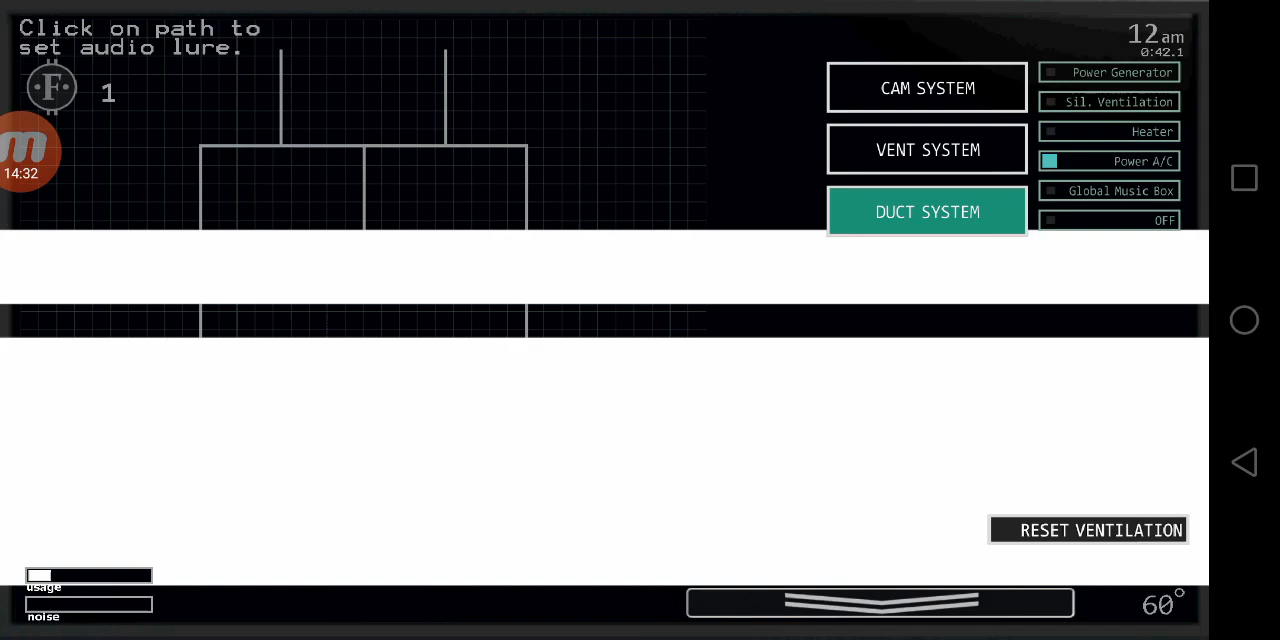 Click on path to
set audio lure.
F
1
m
14:32
12am
0:42.1
CAM SYSTEM
VENT SYSTEM
DUCT SYSTEM
Power Generator
Sil. Ventilation
Heater
Power A/C
Global Music Box
OFF
RESET VENTILATION
usage
noise
60°